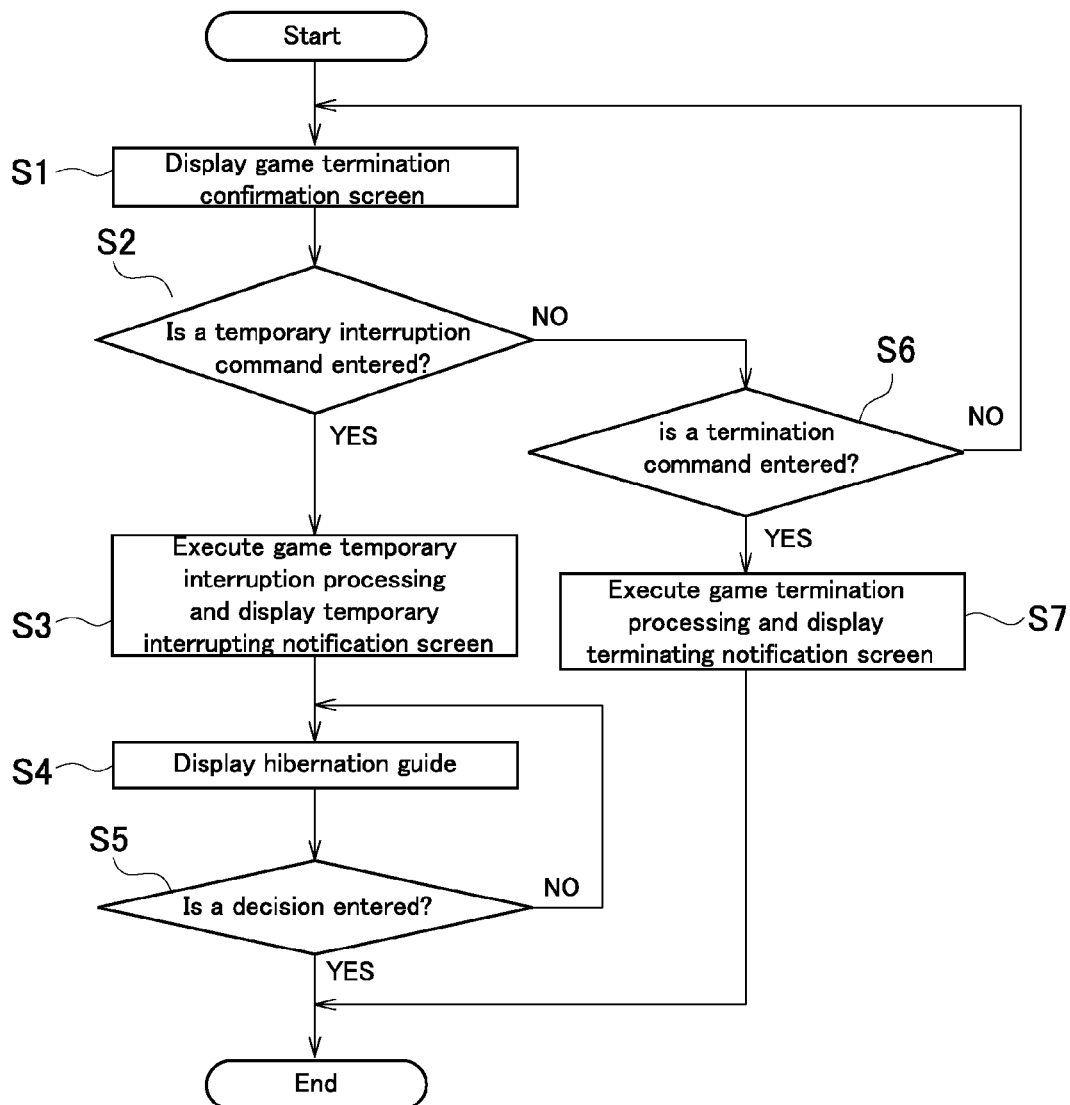 Start
S1
Display game termination
confirmation screen
S2
Is a temporary interruption
command entered?
NO
YES
S6
is a termination
command entered?
NO
YES
S3
Execute game temporary
interruption processing
and display temporary
interrupting notification screen
Execute game termination
processing and display
terminating notification screen
S7
S4
Display hibernation guide
S5
Is a decision entered?
NO
YES
End